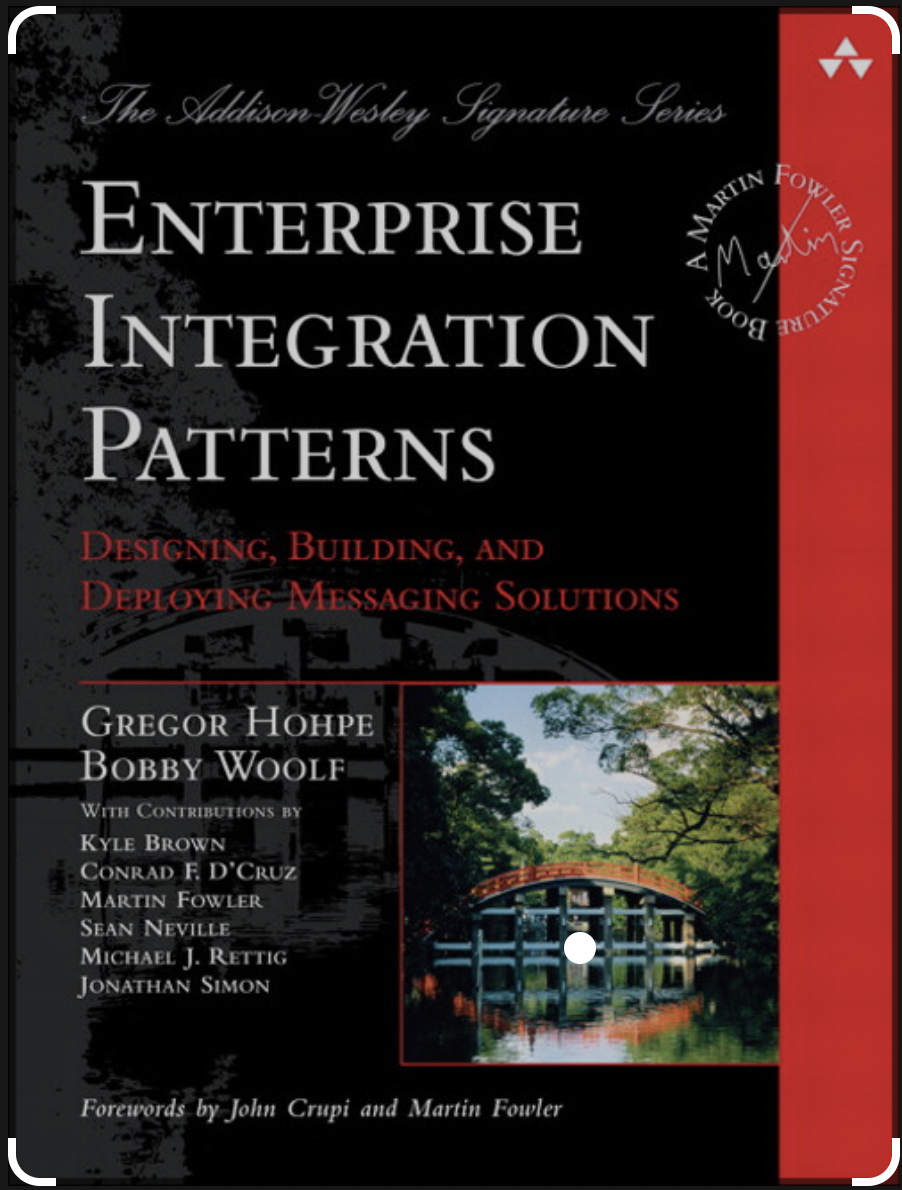 The Addison-Wesley Signature Series
ENTERPRISE
INTEGRATION
PATTERNS
A MARTIN FOWLER SIGNATURE BOOK
Martin
DESIGNING, BUILDING, AND
DEPLOYING MESSAGING SOLUTIONS
GREGOR HOHPE
BOBBY WOOLF
WITH CONTRIBUTIONS BY
KYLE BROWN
CONRAD F. D'CRUZ
MARTIN FOWLER
SEAN NEVILLE
MICHAEL J. RETTIG
JONATHAN SIMON
Forewords by John Crupi and Martin Fowler